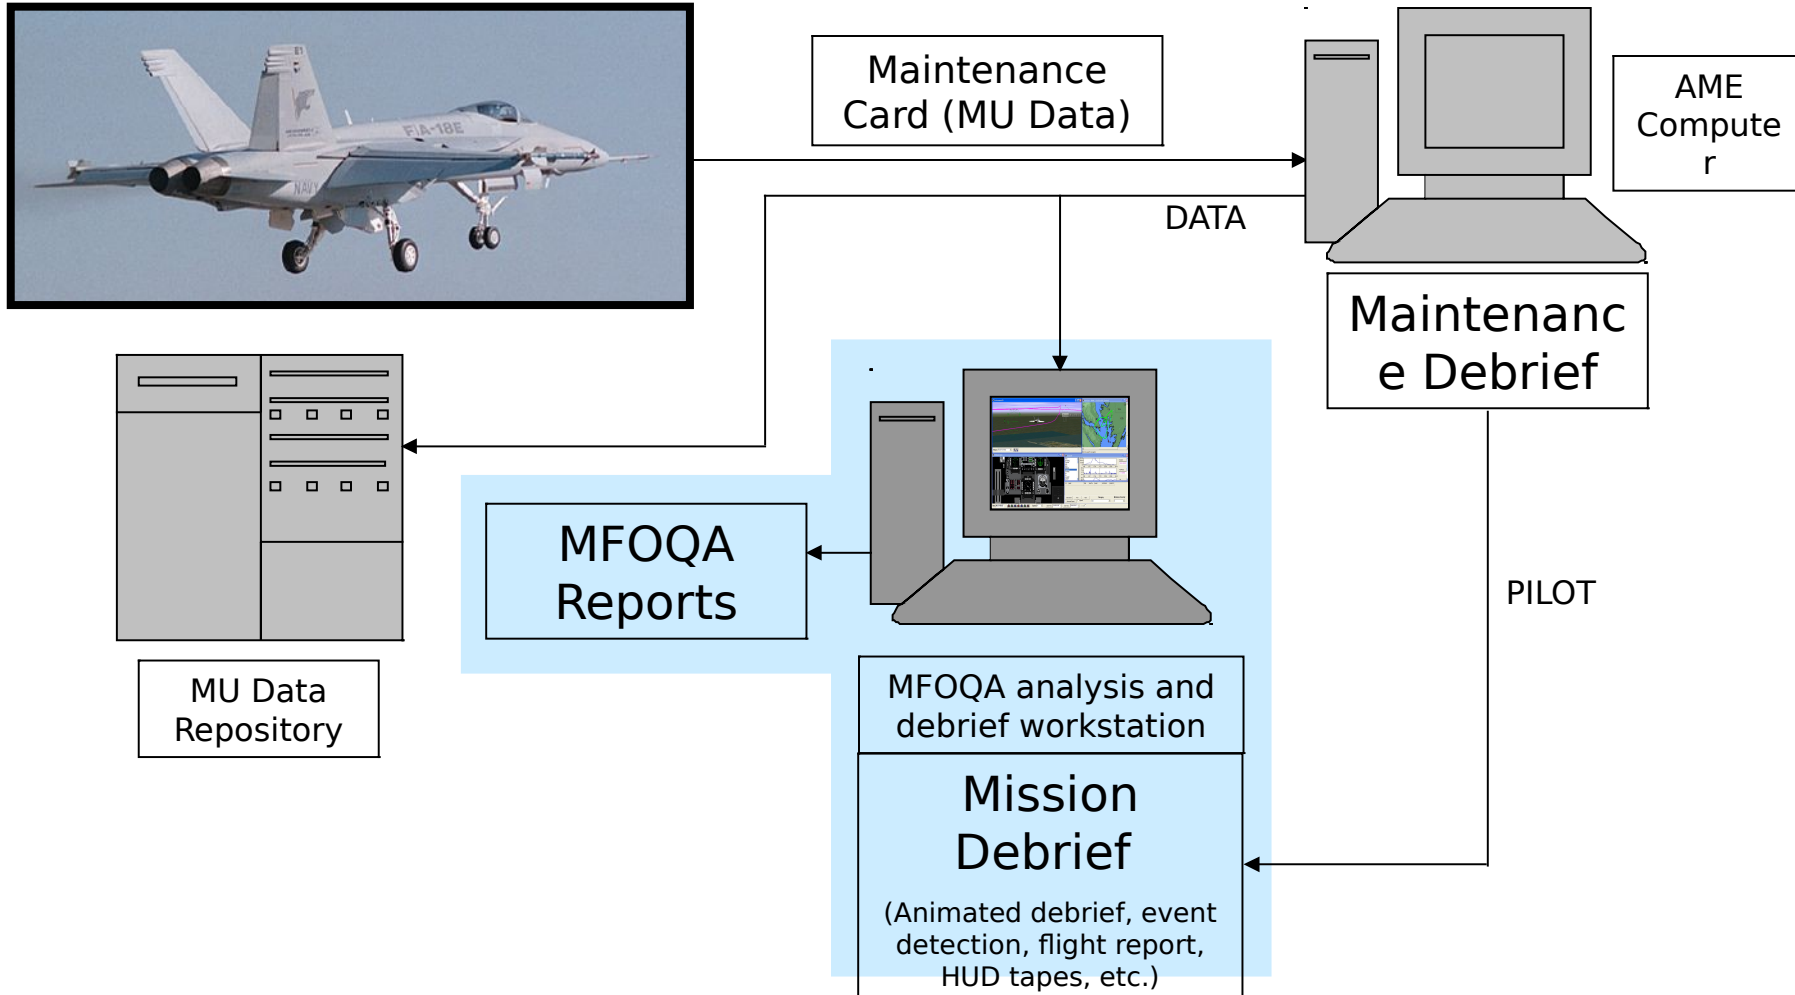 Maintenance
Card (MU Data)
AME
Compute
r
F/A-18E
NAVY
DATA
Maintenanc
e Debrief
MFOQA
Reports
PILOT
MU Data
Repository
MFOQA analysis and
debrief workstation
Mission
Debrief
(Animated debrief, event
detection, flight report,
HUD tapes, etc.)